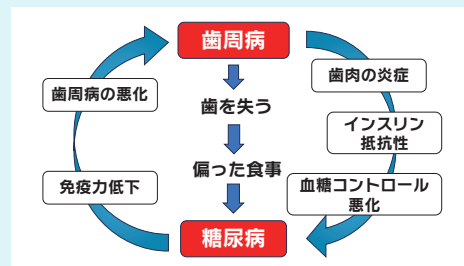 歯周病
歯肉の炎症
インスリン
抵抗性
血糖コントロール
悪化
歯を失う
偏った食事
糖尿病
免疫力低下
歯周病の悪化